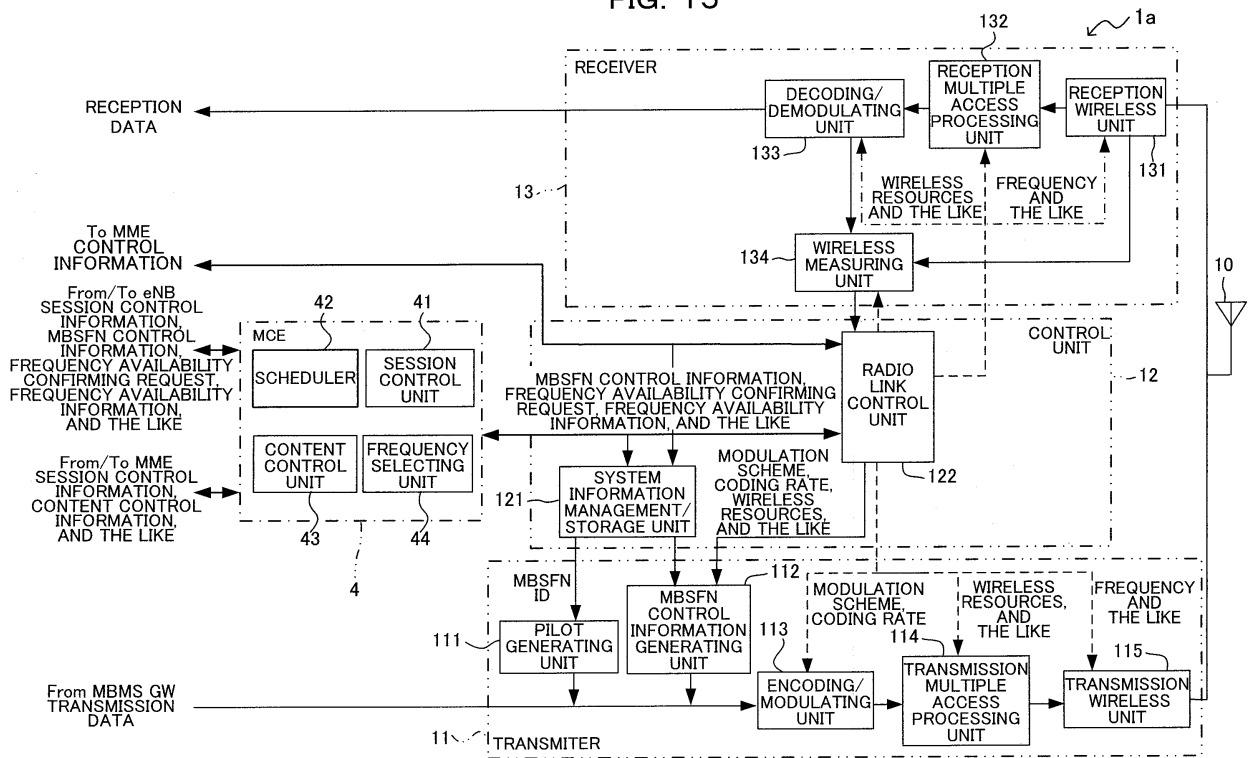 FIG. 15
1a
RECEIVER
132
RECEPTION
MULTIPLE
ACCESS
PROCESSING
UNIT
DECODING/
DEMODULATING
UNIT
133
RECEPTION
WIRELESS
UNIT
131
RECEPTION
DATA
13
WIRELESS
RESOURCES
AND THE LIKE
FREQUENCY
AND
THE LIKE
To MME
CONTROL
INFORMATION
134
WIRELESS
MEASURING
UNIT
10
From/To eNB
SESSION CONTROL
INFORMATION,
MBSFN CONTROL
INFORMATION,
FREQUENCY AVAILABILITY
CONFIRMING REQUEST,
FREQUENCY AVAILABILITY
INFORMATION,
AND THE LIKE
42
41
MCE
SCHEDULER
SESSION
CONTROL
UNIT
CONTROL
UNIT
12
RADIO
LINK
CONTROL
UNIT
122
MBSFN CONTROL INFORMATION,
FREQUENCY AVAILABILITY CONFIRMING
REQUEST, FREQUENCY AVAILABILITY
INFORMATION, AND THE LIKE
From/To MME
SESSION CONTROL
INFORMATION,
CONTENT CONTROL
INFORMATION,
AND THE LIKE
CONTENT
CONTROL
UNIT
FREQUENCY
SELECTING
UNIT
43
44
4
121
SYSTEM
INFORMATION
MANAGEMENT/
STORAGE UNIT
MODULATION
SCHEME,
CODING RATE,
WIRELESS
RESOURCES,
AND THE LIKE
MBSFN
ID
112
MBSFN
CONTROL
INFORMATION
GENERATING
UNIT
MODULATION
SCHEME,
CODING RATE
WIRELESS
RESOURCES,
AND
THE LIKE
FREQUENCY
AND
THE LIKE
111
PILOT
GENERATING
UNIT
113
ENCODING/
MODULATING
UNIT
114
TRANSMISSION
MULTIPLE
ACCESS
PROCESSING
UNIT
115
TRANSMISSION
WIRELESS
UNIT
From MBMS GW
TRANSMISSION
DATA
11
TRANSMITER